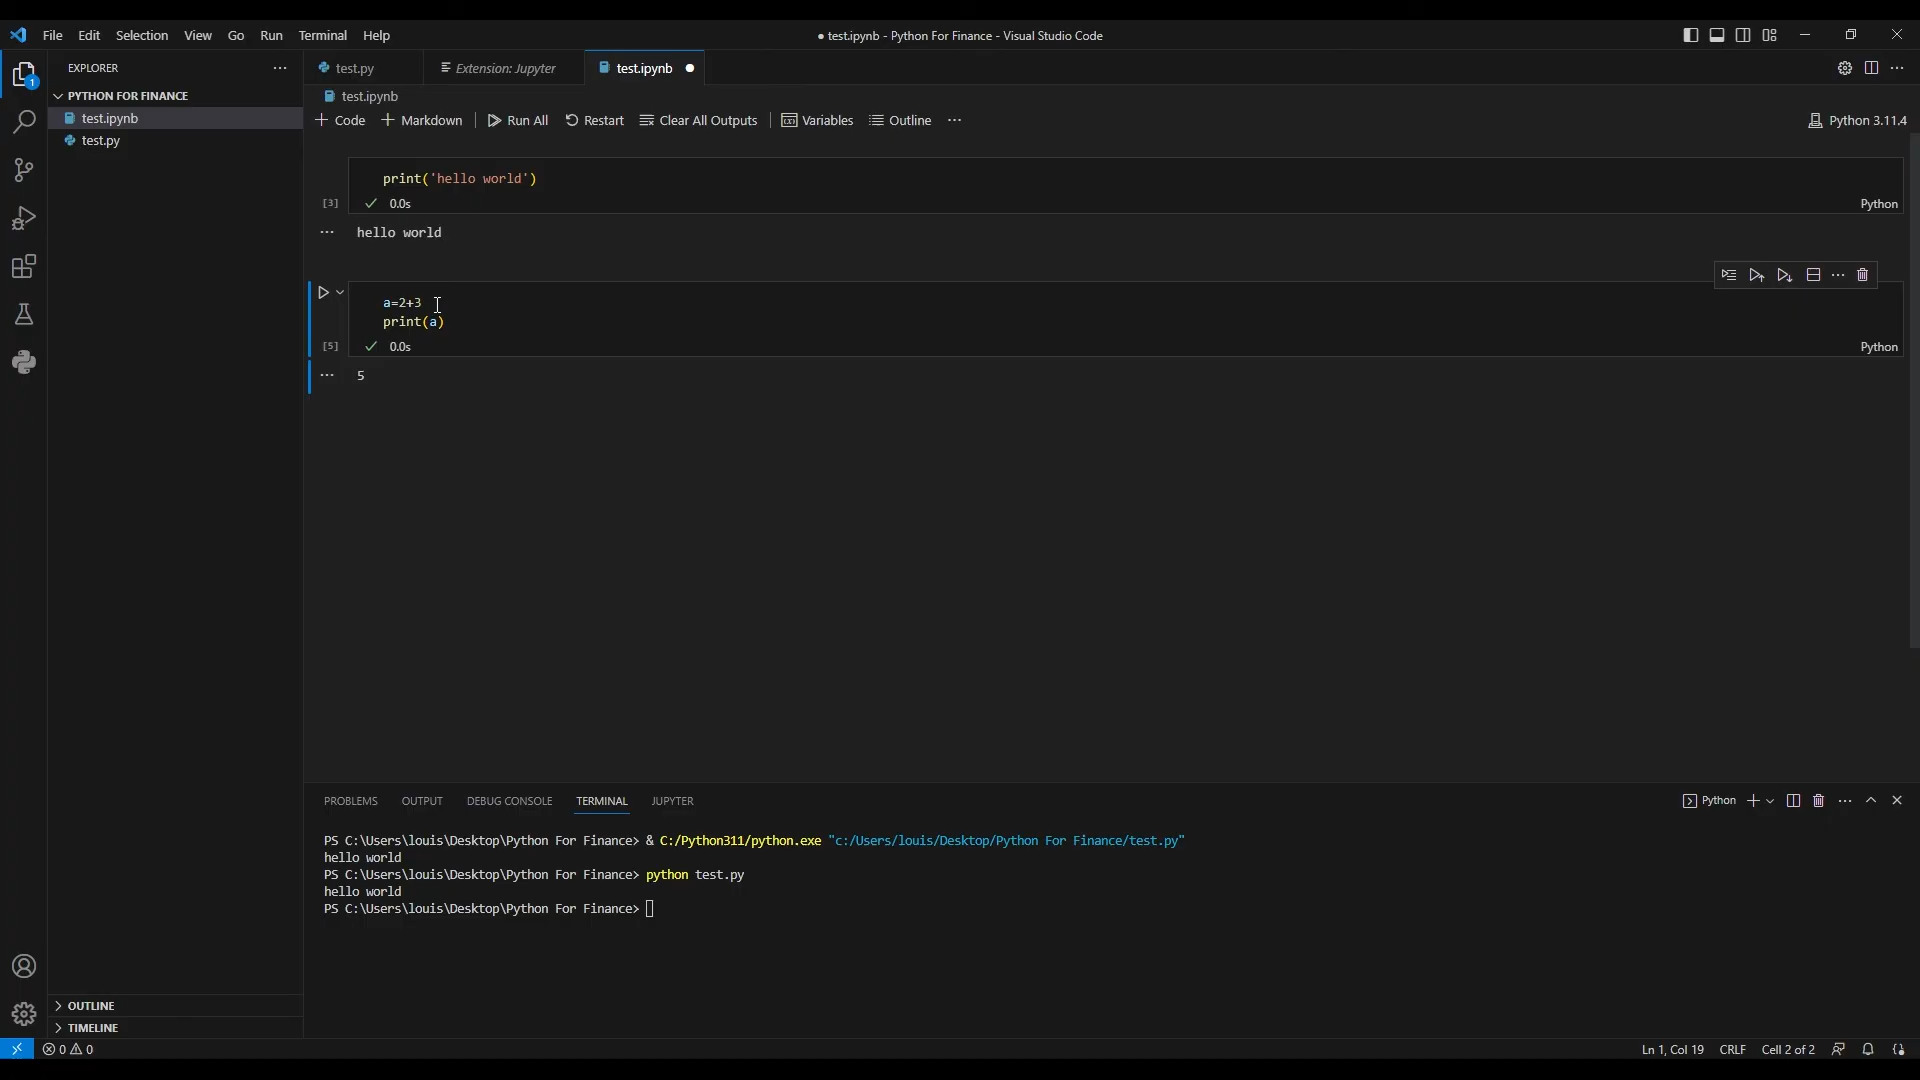 File Edit Selection View Go Run Terminal Help
● test.ipynb - Python For Finance - Visual Studio Code
EXPLORER
PYTHON FOR FINANCE
test.ipynb
test.py
OUTLINE
TIMELINE
1
test.py
Extension: Jupyter
test.ipynb
test.ipynb
Code Markdown Run All Restart Clear All Outputs Variables Outline
Python 3.11.4
print('hello world')
[3] 0.0s Python
hello world
a=2+3
print(a)
[5] 0.0s Python
5
PROBLEMS OUTPUT DEBUG CONSOLE TERMINAL JUPYTER
Python
PS C:\Users\louis\Desktop\Python For Finance> & C:/Python311/python.exe "c:/Users/louis/Desktop/Python For Finance/test.py"
hello world
PS C:\Users\louis\Desktop\Python For Finance> python test.py
hello world
PS C:\Users\louis\Desktop\Python For Finance>
0 0
Ln 1, Col 19 CRLF Cell 2 of 2